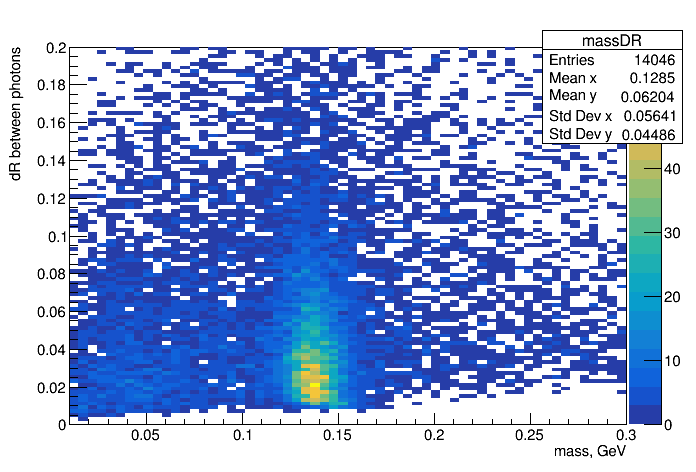 massDR
Entries 14046
Mean x 0.1285
Mean y 0.06204
Std Dev x 0.05641
Std Dev y 0.04486
dR between photons
0.2
0.18
0.16
0.14
0.12
0.1
0.08
0.06
0.04
0.02
0
40
30
20
10
0
0.05 0.1 0.15 0.2 0.25 0.3
mass, GeV